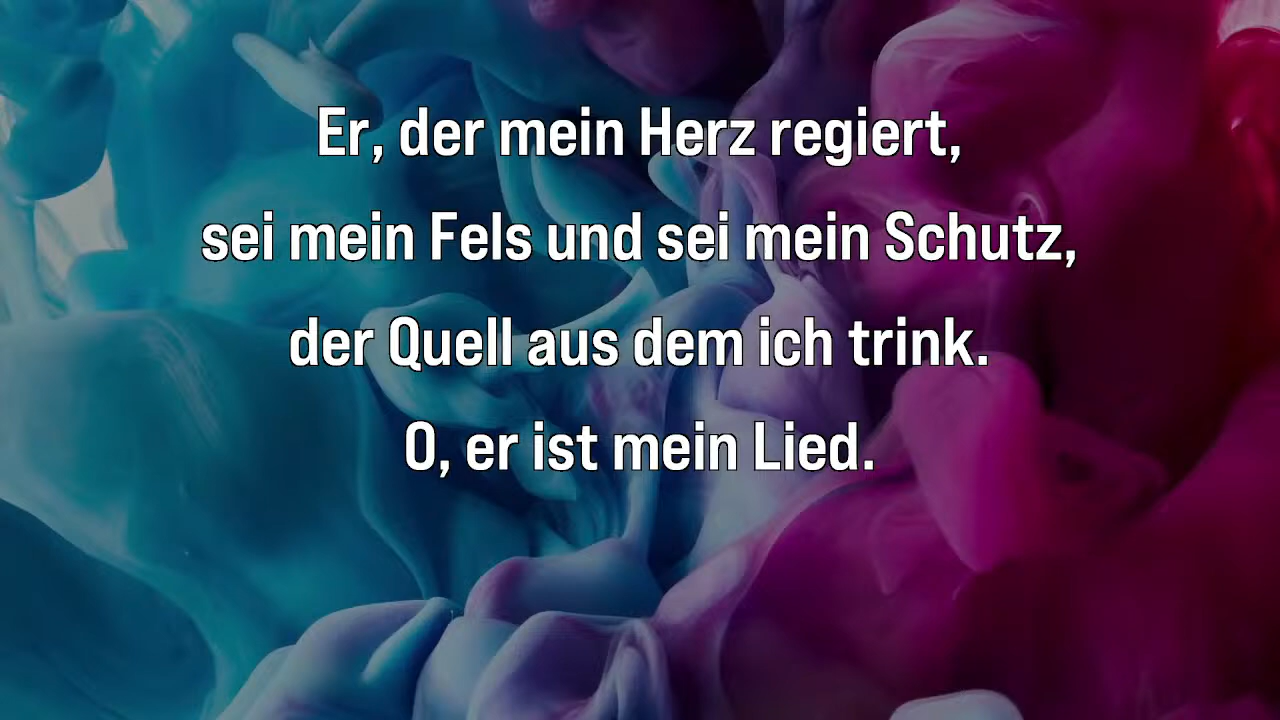 Er, der mein Herz regiert,
sei mein Fels und sei mein Schutz,
der Quell aus dem ich trink.
O, er ist mein Lied.